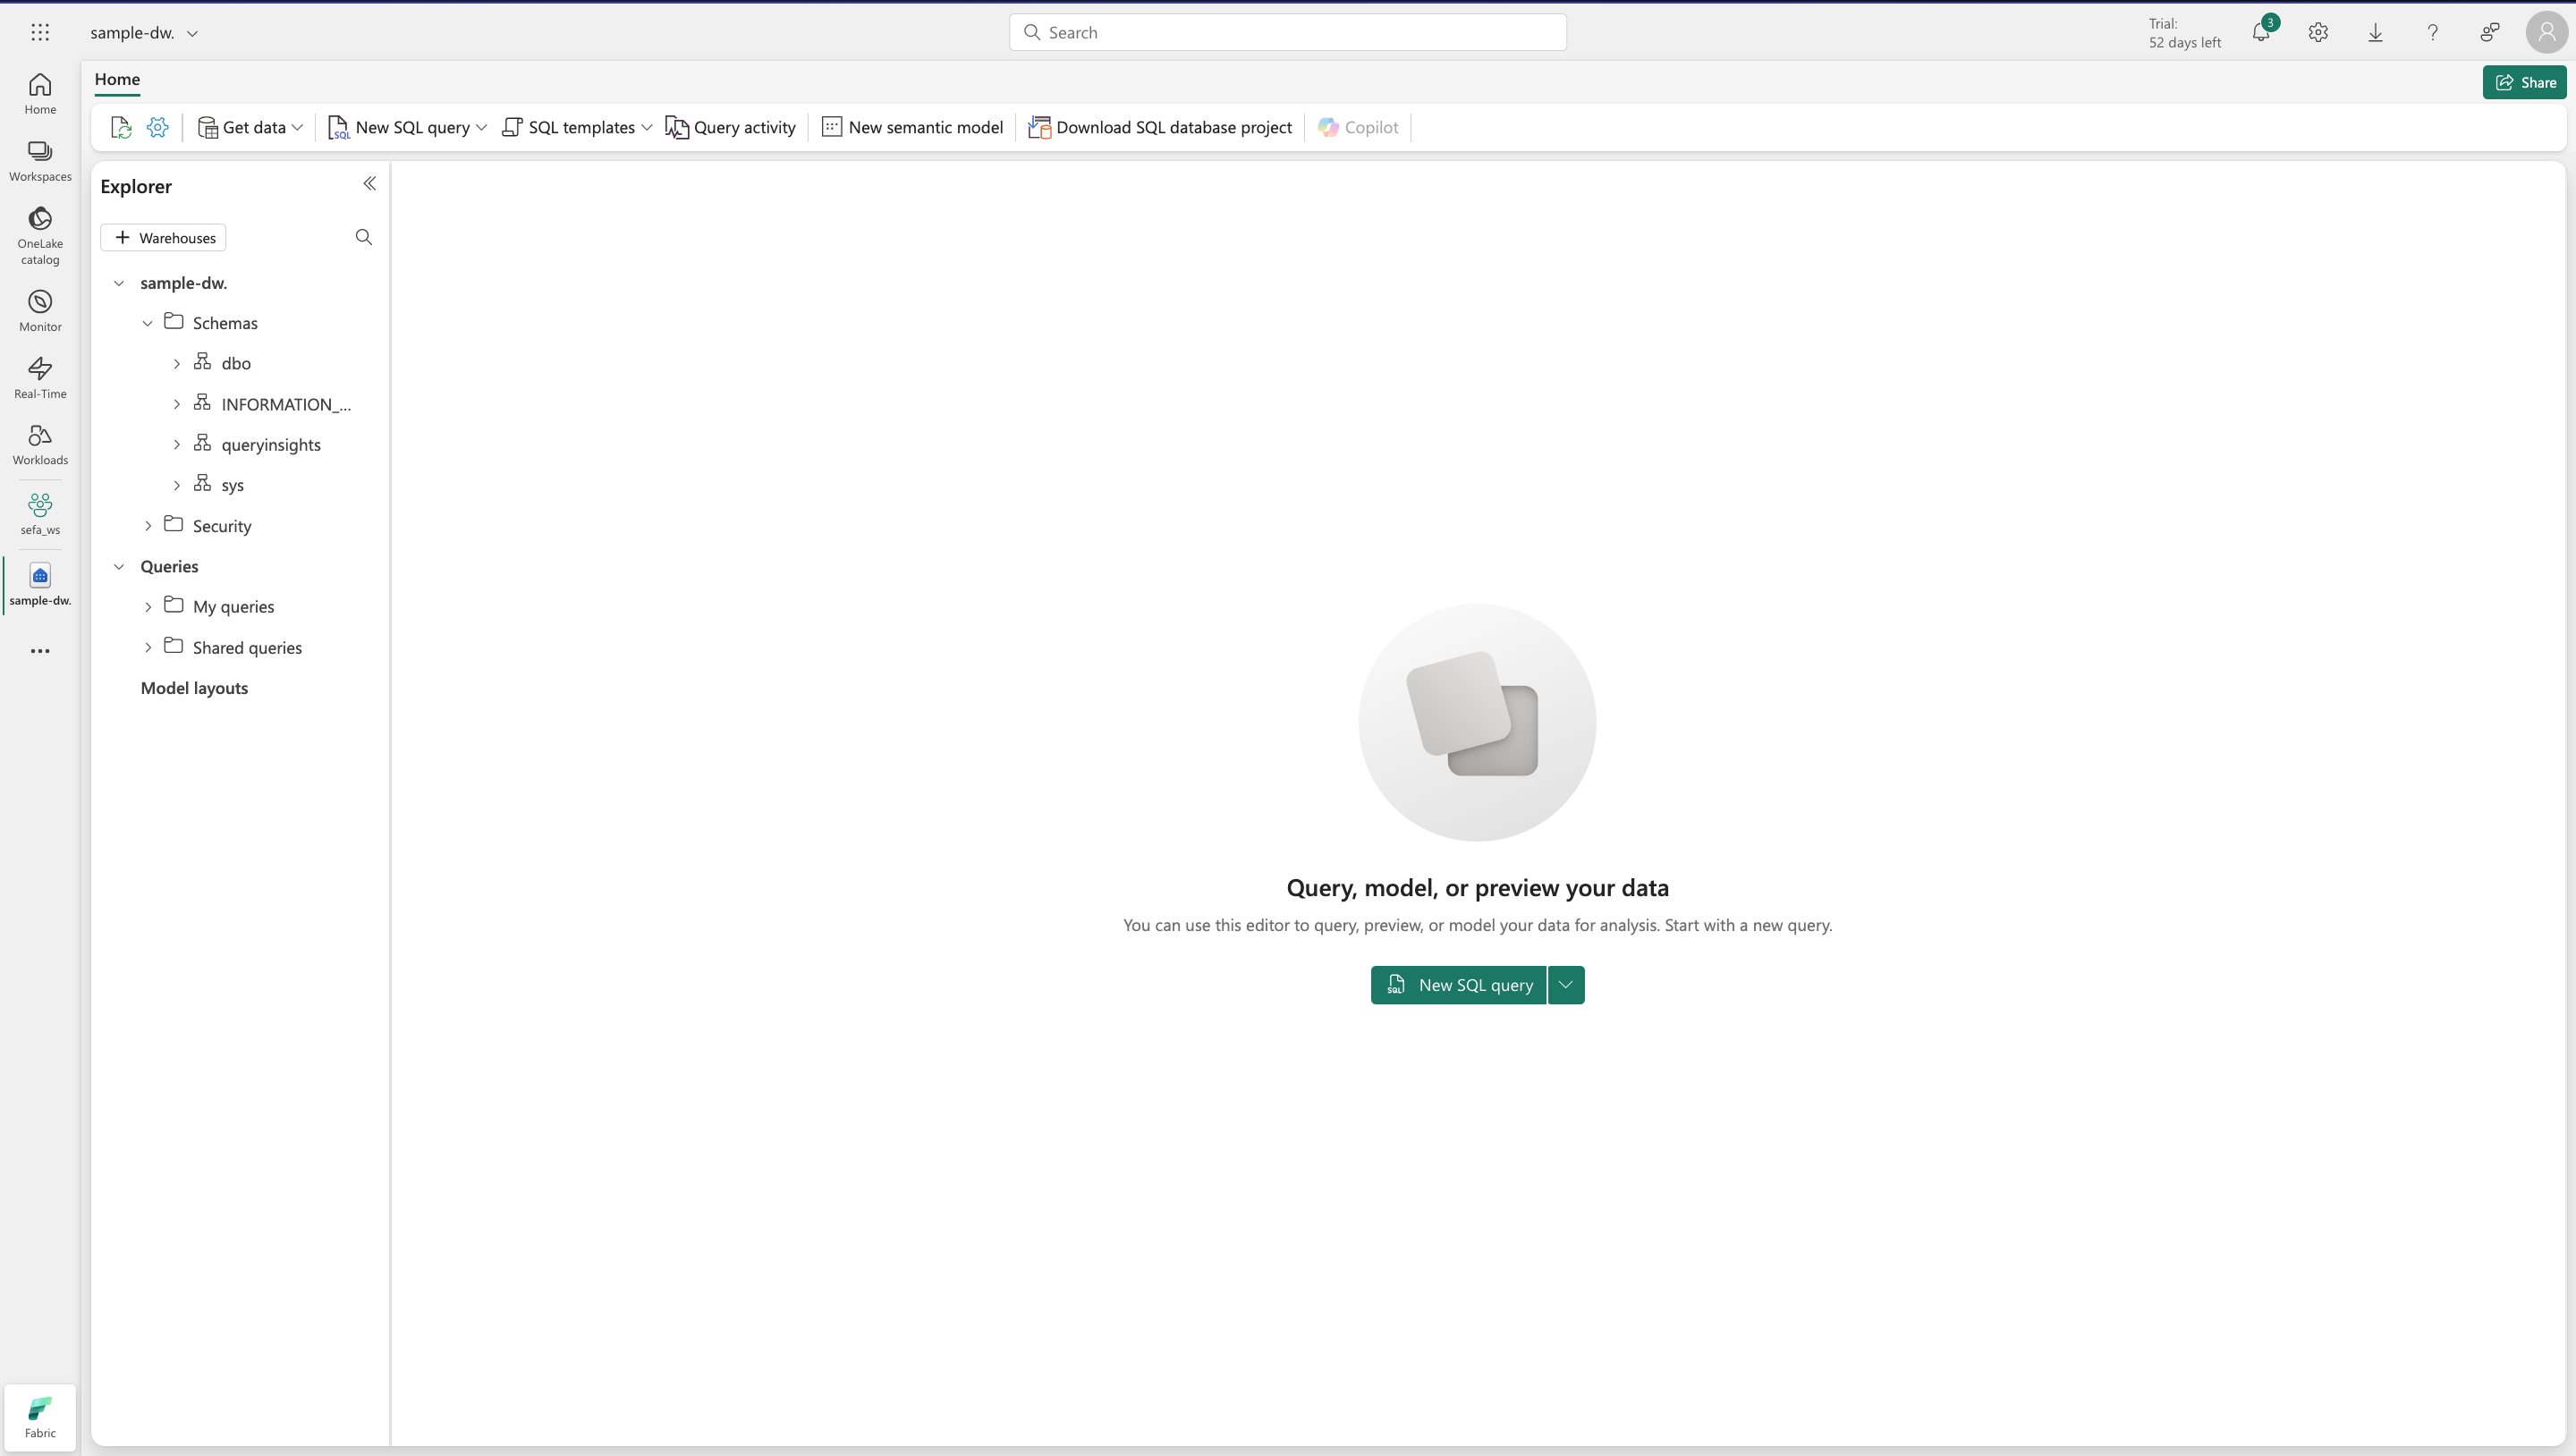 sample-dw.
Search
Trial:
52 days left
3
Home
Share
Get data
New SQL query
SQL templates
Query activity
New semantic model
Download SQL database project
Copilot
Home
Workspaces
OneLake
catalog
Monitor
Real-Time
Workloads
sefa_ws
sample-dw.
Fabric
Explorer
Warehouses
sample-dw.
Schemas
dbo
INFORMATION_...
queryinsights
sys
Security
Queries
My queries
Shared queries
Model layouts
Query, model, or preview your data
You can use this editor to query, preview, or model your data for analysis. Start with a new query.
New SQL query